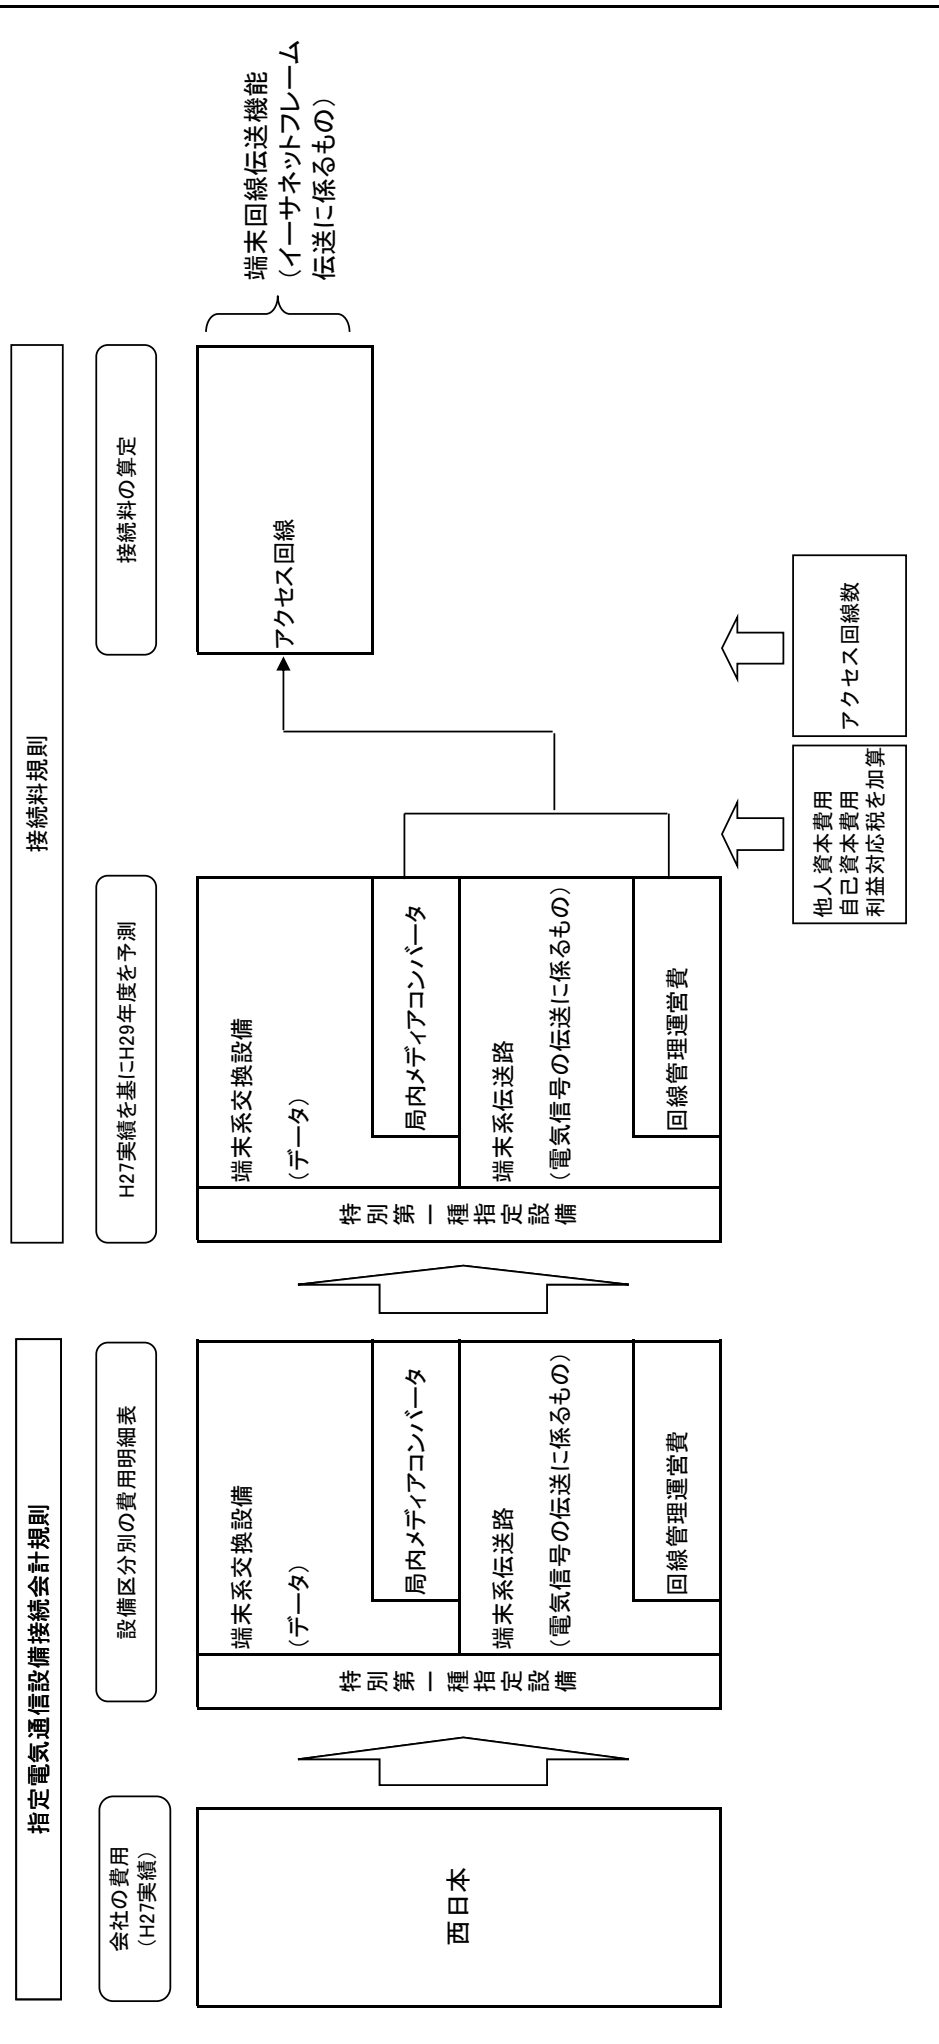 指定電気通信設備接続会計規則
接続料規則
会社の費用
（H27実績）
設備区分別の費用明細表
H27実績を基にH29年度を予測
接続料の算定
西日本
特別第一種指定設備
端末系交換設備
（データ）
局内メディアコンバータ
端末系伝送路
（電気信号の伝送に係るもの）
回線管理運営費
特別第一種指定設備
端末系交換設備
（データ）
局内メディアコンバータ
端末系伝送路
（電気信号の伝送に係るもの）
回線管理運営費
アクセス回線
端末回線伝送機能
（イーサネットフレーム
伝送に係るもの）
他人資本費用
自己資本費用
利益対応税を加算
アクセス回線数